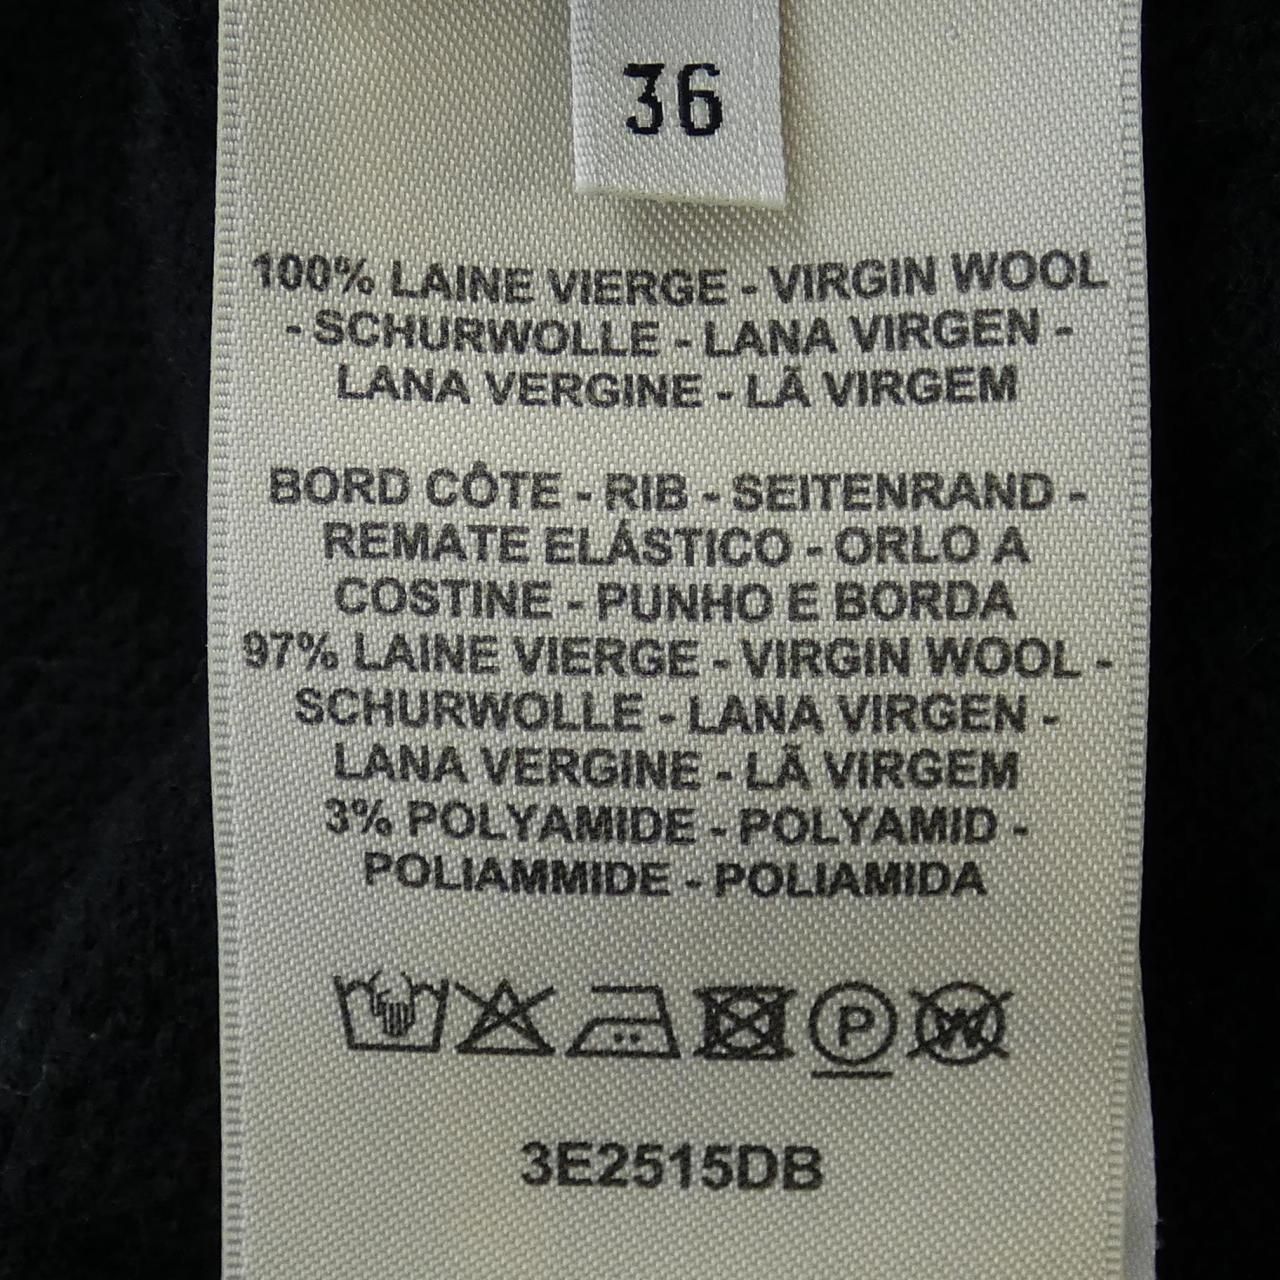 36
100% LAINE VIERGE - VIRGIN WOOL
- SCHURWOLLE - LANA VIRGEN -
LANA VERGINE - LÃ VIRGEM
BORD CÔTE - RIB - SEITENRAND -
REMATE ELÁSTICO - ORLO A
COSTINE - PUNHO E BORDA
97% LAINE VIERGE - VIRGIN WOOL -
SCHURWOLLE - LANA VIRGEN -
LANA VERGINE - LÃ VIRGEM
3% POLYAMIDE - POLYAMID -
POLIAMMIDE - POLIAMIDA
P W
3E2515DB